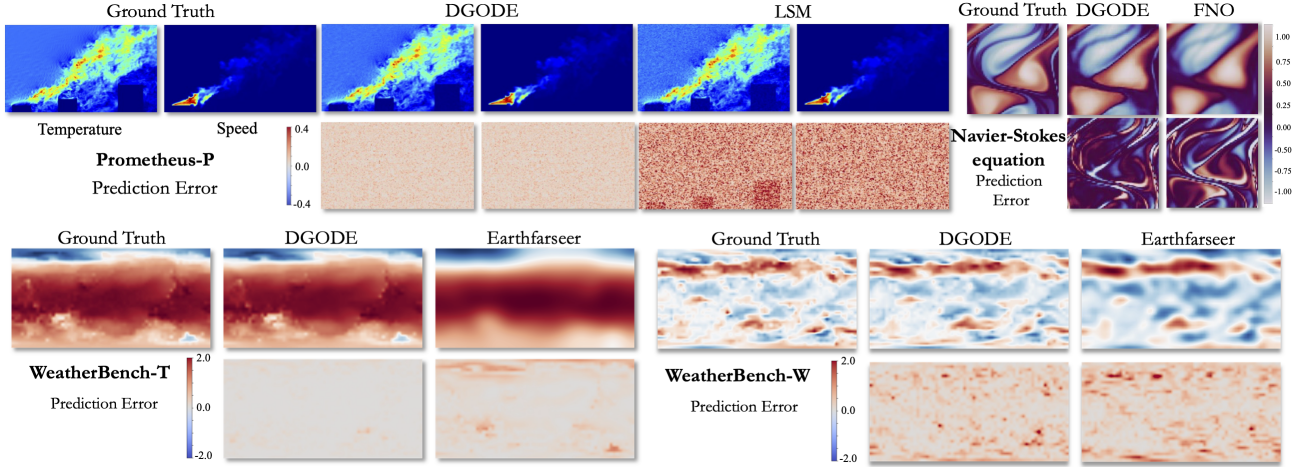 Ground Truth DGODE LSM
Temperature Speed
Prometheus-P
Prediction Error
0.4
0.0
-0.4
Ground Truth DGODE FNO
Navier-Stokes
equation
Prediction
Error
1.00
0.75
0.50
0.25
0.00
-0.50
-0.75
-1.00
Ground Truth DGODE Earthfarseer
WeatherBench-T
Prediction Error
2.0
0.0
-2.0
Ground Truth DGODE Earthfarseer
WeatherBench-W
Prediction Error
2.0
0.0
-2.0